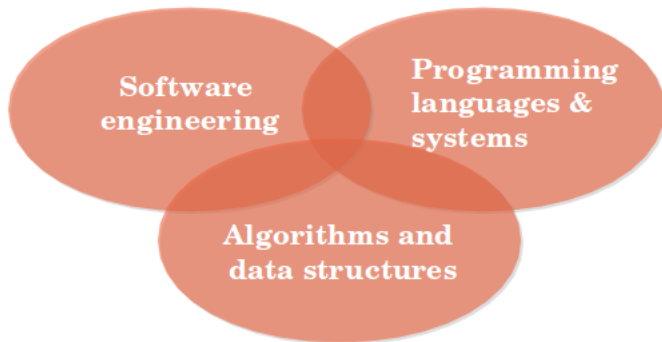 Software
engineering
Programming
languages &
systems
Algorithms and
data structures